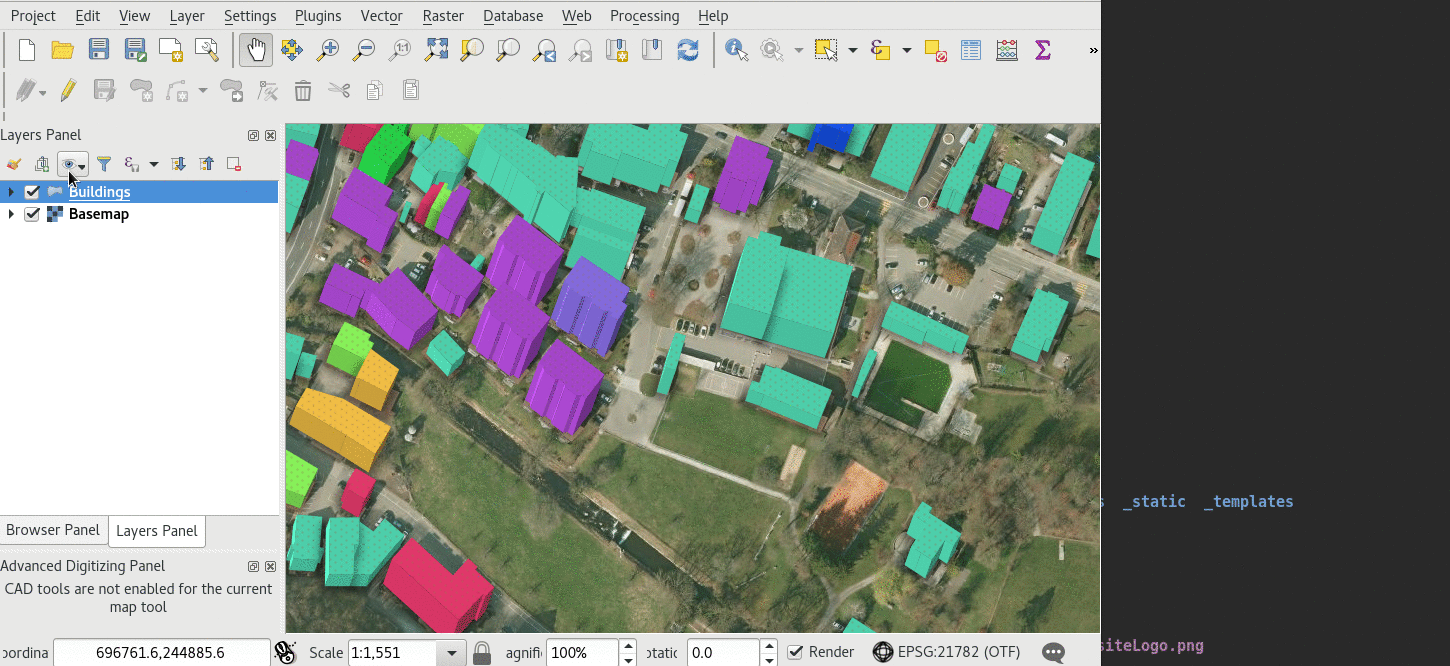 Project Edit View Layer Settings Plugins Vector Raster Database Web Processing Help
1:1
»
Layers Panel
Buildings
Basemap
s _static _templates
Browser Panel Layers Panel
Advanced Digitizing Panel
CAD tools are not enabled for the current
map tool
siteLogo.png
oordina 696761.6,244885.6 Scale 1:1,551 agnifi 100% otatic 0.0 Render EPSG:21782 (OTF)